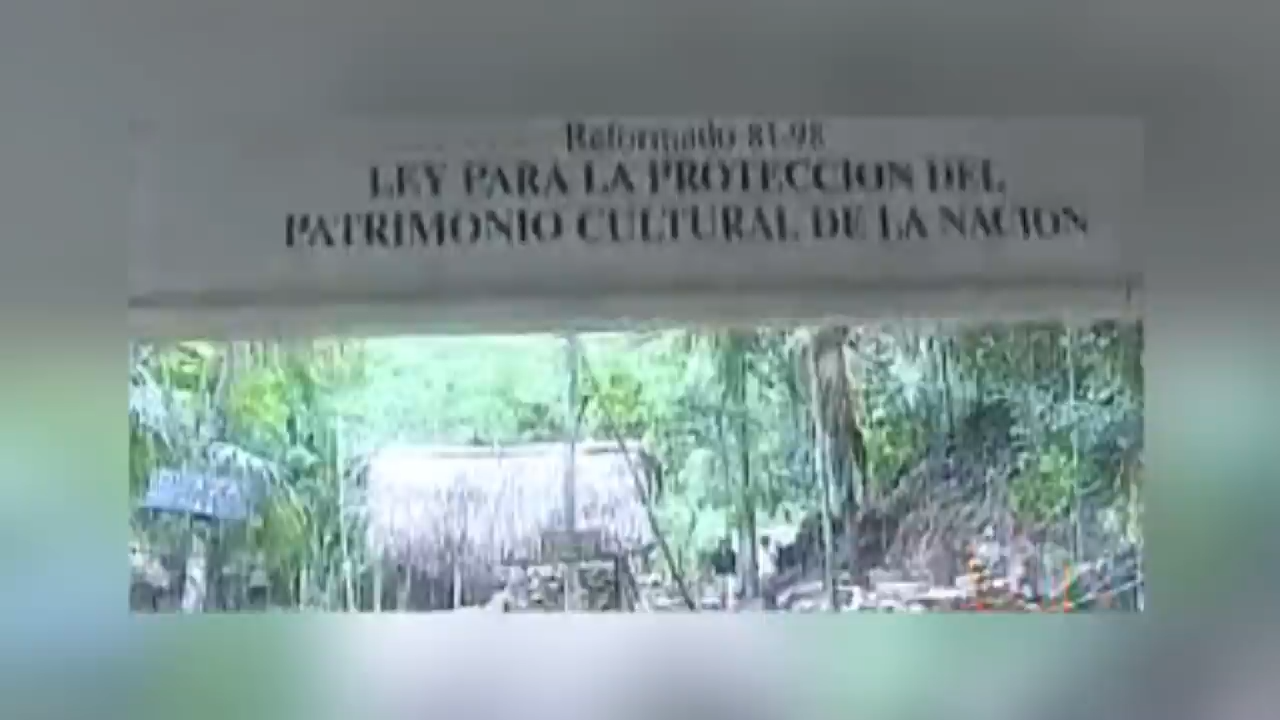 Reformado 81-98
LEY PARA LA PROTECCION DEL
PATRIMONIO CULTURAL DE LA NACION